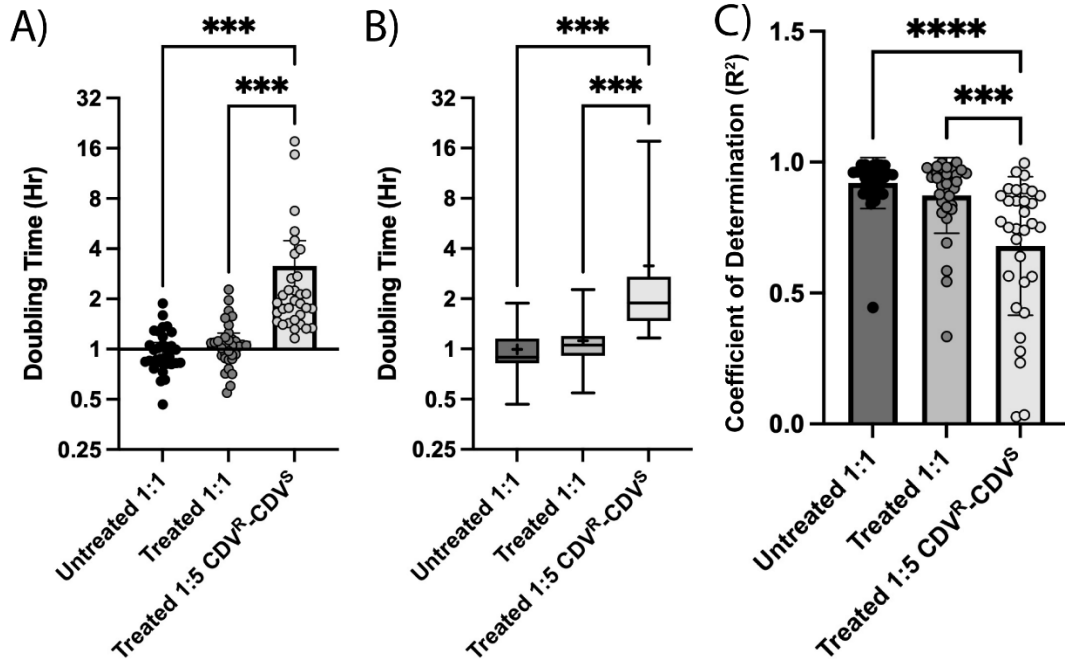 A)
***
***
Doubling Time (Hr)
32
16
8
4
2
1
0.5
0.25
Untreated 1:1
Treated 1:1
Treated 1:5 CDVᴿ-CDVˢ
B)
***
***
Doubling Time (Hr)
32
16
8
4
2
1
0.5
0.25
Untreated 1:1
Treated 1:1
Treated 1:5 CDVᴿ-CDVˢ
C)
****
***
Coefficient of Determination (R²)
1.5
1.0
0.5
0.0
Untreated 1:1
Treated 1:1
Treated 1:5 CDVᴿ-CDVˢ